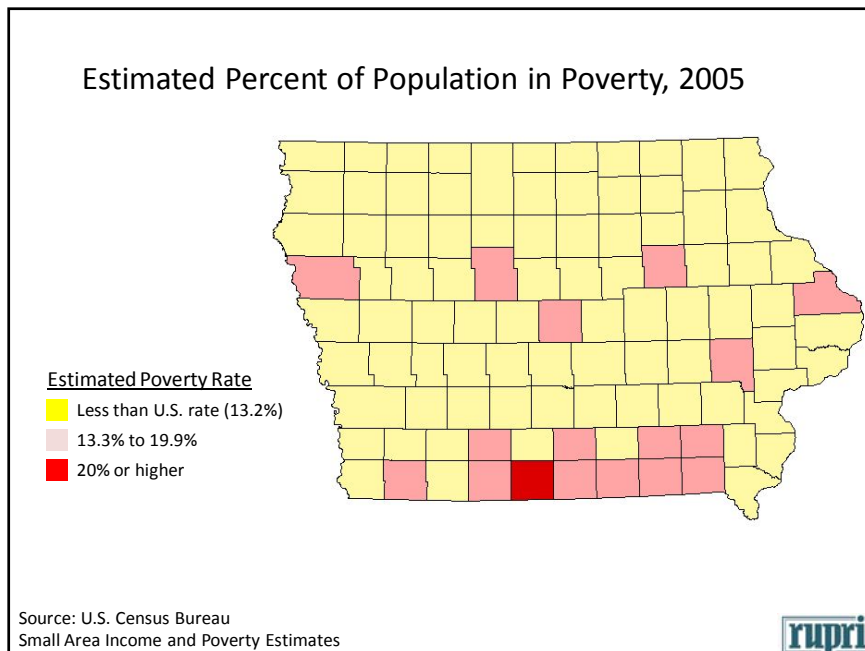 Estimated Percent of Population in Poverty, 2005
Estimated Poverty Rate
Less than U.S. rate (13.2%)
13.3% to 19.9%
20% or higher
Source: U.S. Census Bureau
Small Area Income and Poverty Estimates
rupri